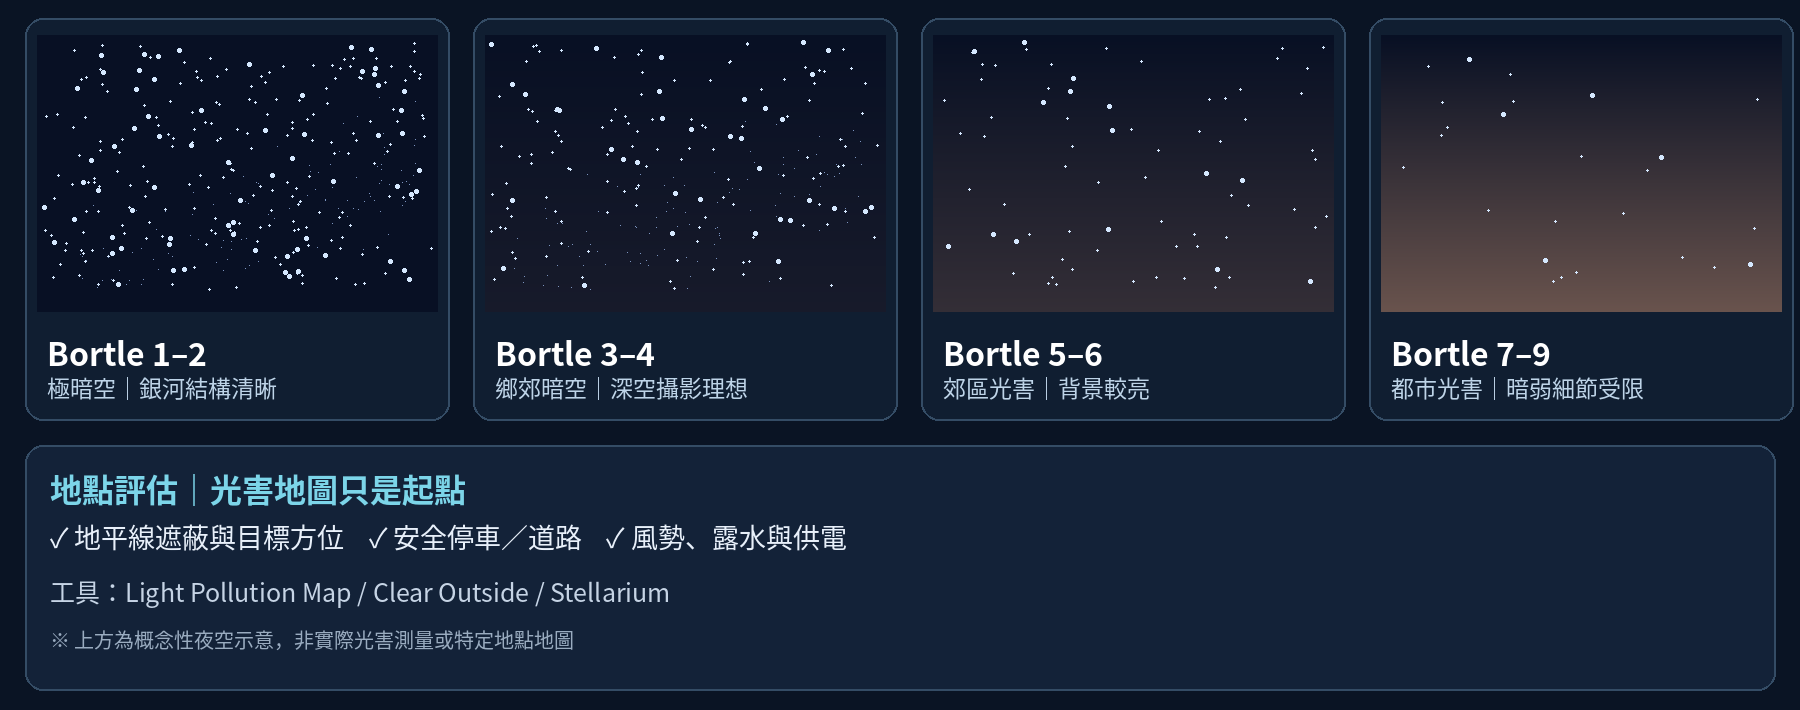 Bortle 1–2
極暗空｜銀河結構清晰
Bortle 3–4
鄉郊暗空｜深空攝影理想
Bortle 5–6
郊區光害｜背景較亮
Bortle 7–9
都市光害｜暗弱細節受限
地點評估｜光害地圖只是起點
✓ 地平線遮蔽與目標方位 ✓ 安全停車／道路 ✓ 風勢、露水與供電
工具：Light Pollution Map / Clear Outside / Stellarium
※ 上方為概念性夜空示意，非實際光害測量或特定地點地圖